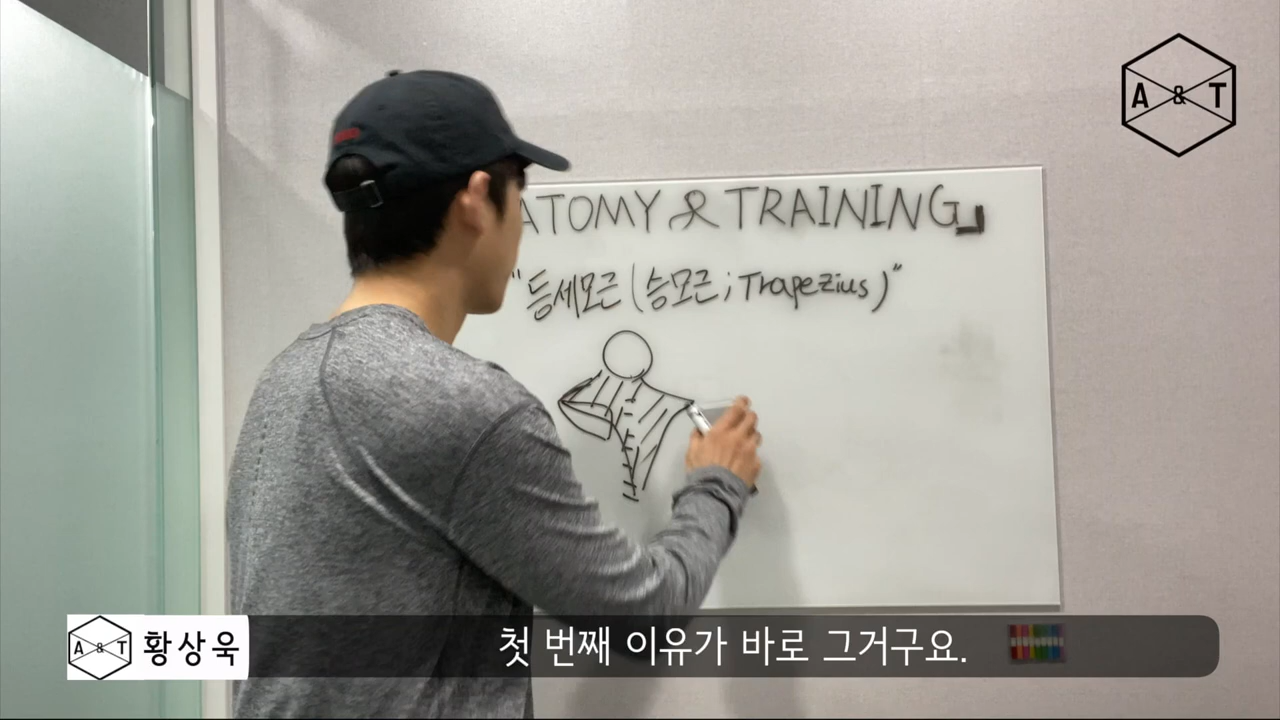 A & T
ATOMY & TRAINING」
"등세모근(승모근;Trapezius)"
A & T 황상욱
첫 번째 이유가 바로 그거구요.